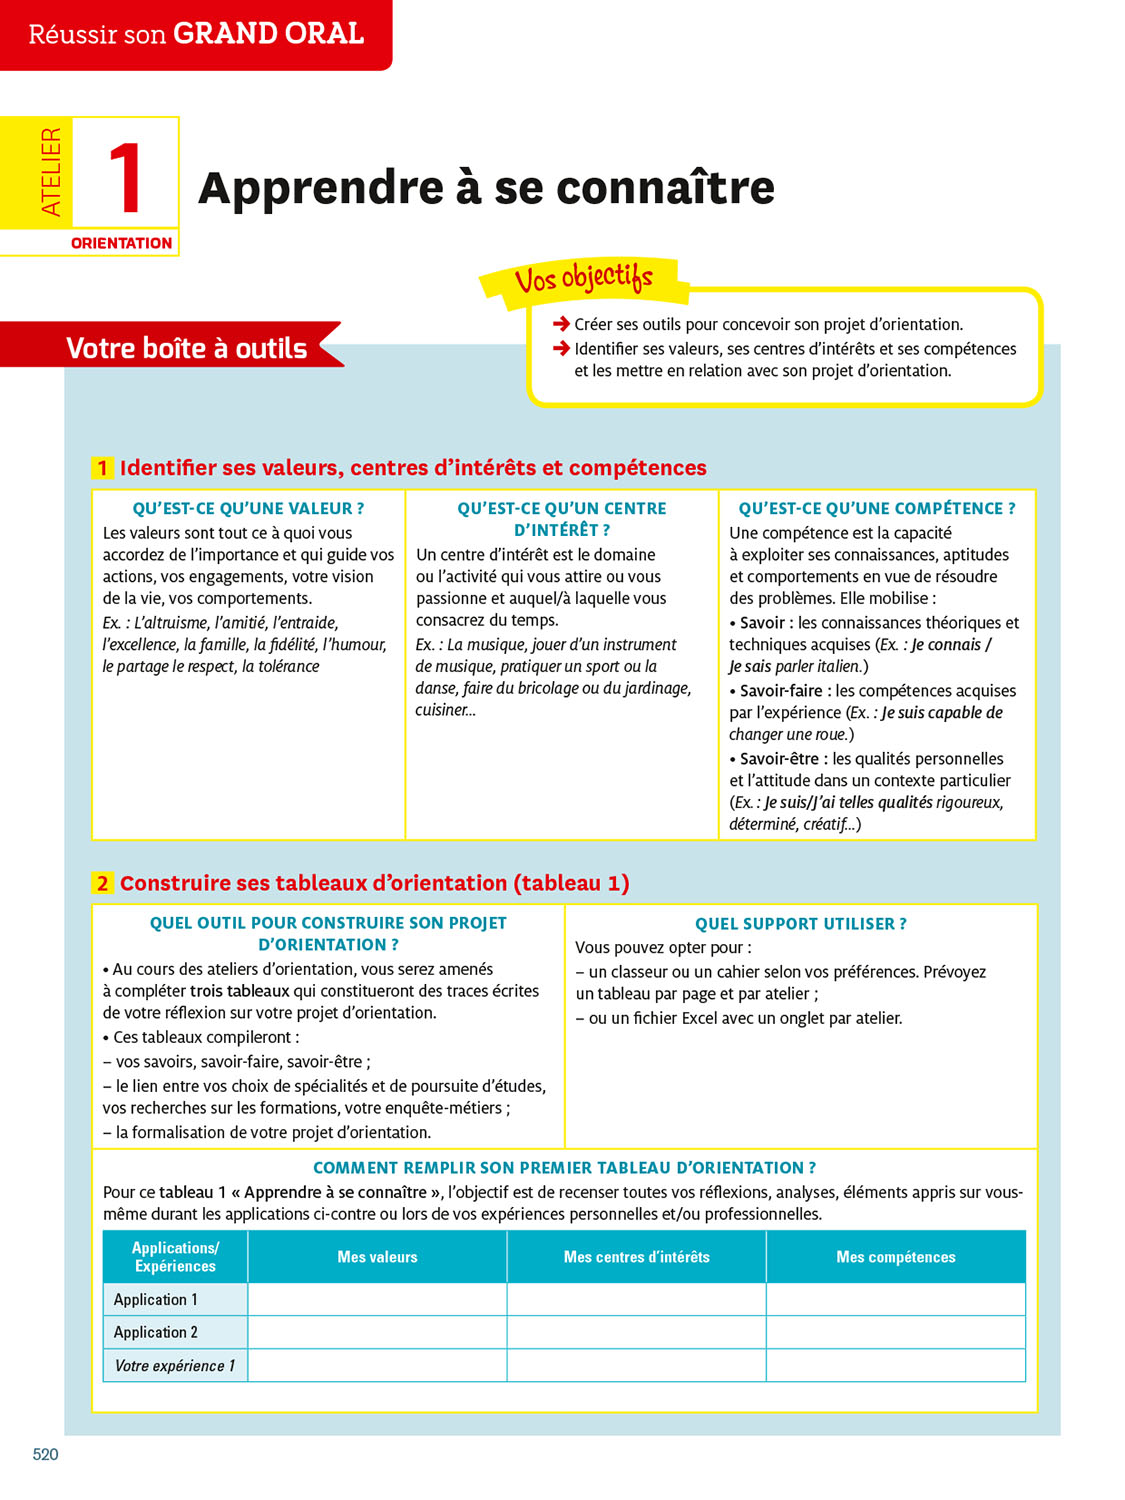 Réussir son GRAND ORAL
ATELIER
1
ORIENTATION
Apprendre à se connaître
Vos objectifs
➔ Créer ses outils pour concevoir son projet d’orientation.
➔ Identifier ses valeurs, ses centres d’intérêts et ses compétences
et les mettre en relation avec son projet d’orientation.
Votre boîte à outils
1 Identifier ses valeurs, centres d’intérêts et compétences
QU’EST-CE QU’UNE VALEUR ?
Les valeurs sont tout ce à quoi vous
accordez de l’importance et qui guide vos
actions, vos engagements, votre vision
de la vie, vos comportements.
Ex. : L’altruisme, l’amitié, l’entraide,
l’excellence, la famille, la fidélité, l’humour,
le partage le respect, la tolérance
QU’EST-CE QU’UN CENTRE
D’INTÉRÊT ?
Un centre d’intérêt est le domaine
ou l’activité qui vous attire ou vous
passionne et auquel/à laquelle vous
consacrez du temps.
Ex. : La musique, jouer d’un instrument
de musique, pratiquer un sport ou la
danse, faire du bricolage ou du jardinage,
cuisiner...
QU’EST-CE QU’UNE COMPÉTENCE ?
Une compétence est la capacité
à exploiter ses connaissances, aptitudes
et comportements en vue de résoudre
des problèmes. Elle mobilise :
• Savoir : les connaissances théoriques et
techniques acquises (Ex. : Je connais /
Je sais parler italien.)
• Savoir-faire : les compétences acquises
par l’expérience (Ex. : Je suis capable de
changer une roue.)
• Savoir-être : les qualités personnelles
et l’attitude dans un contexte particulier
(Ex. : Je suis/J’ai telles qualités rigoureux,
déterminé, créatif...)
2 Construire ses tableaux d’orientation (tableau 1)
QUEL OUTIL POUR CONSTRUIRE SON PROJET
D’ORIENTATION ?
• Au cours des ateliers d’orientation, vous serez amenés
à compléter trois tableaux qui constitueront des traces écrites
de votre réflexion sur votre projet d’orientation.
• Ces tableaux compileront :
– vos savoirs, savoir-faire, savoir-être ;
– le lien entre vos choix de spécialités et de poursuite d’études,
vos recherches sur les formations, votre enquête-métiers ;
– la formalisation de votre projet d’orientation.
QUEL SUPPORT UTILISER ?
Vous pouvez opter pour :
– un classeur ou un cahier selon vos préférences. Prévoyez
un tableau par page et par atelier ;
– ou un fichier Excel avec un onglet par atelier.
COMMENT REMPLIR SON PREMIER TABLEAU D’ORIENTATION ?
Pour ce tableau 1 « Apprendre à se connaître », l’objectif est de recenser toutes vos réflexions, analyses, éléments appris sur vous-
même durant les applications ci-contre ou lors de vos expériences personnelles et/ou professionnelles.
Applications/
Expériences
Mes valeurs
Mes centres d’intérêts
Mes compétences
Application 1
Application 2
Votre expérience 1
520